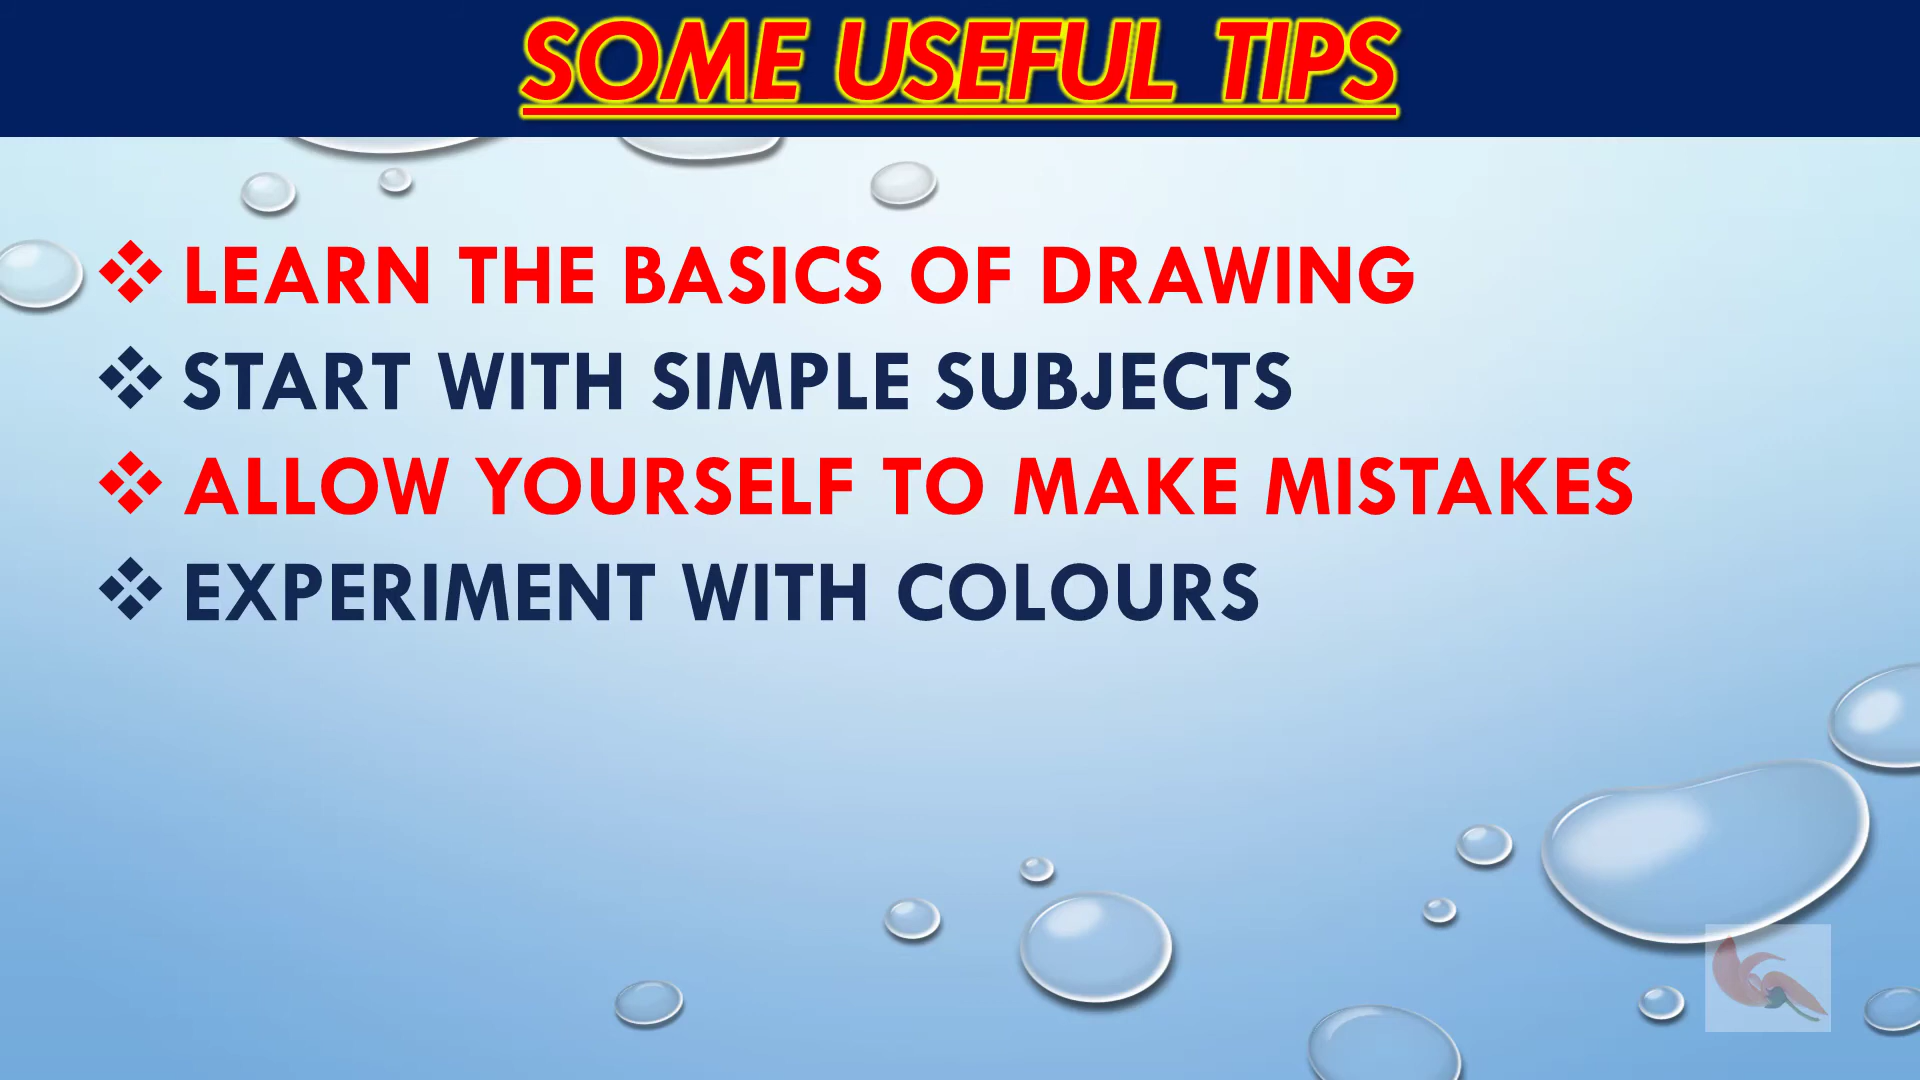 SOME USEFUL TIPS
❖ LEARN THE BASICS OF DRAWING
❖ START WITH SIMPLE SUBJECTS
❖ ALLOW YOURSELF TO MAKE MISTAKES
❖ EXPERIMENT WITH COLOURS